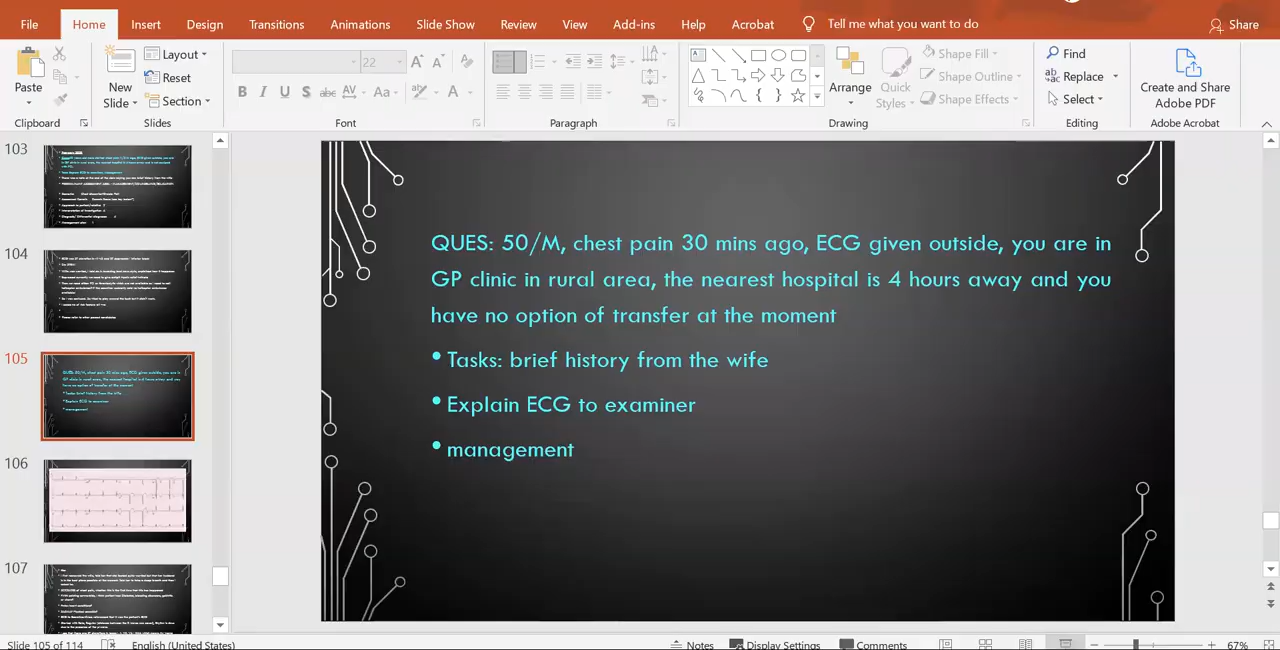 File Home Insert Design Transitions Animations Slide Show Review View Add-ins Help Acrobat Tell me what you want to do Share
Paste
Clipboard
New Slide
Layout
Reset
Section
Slides
22
B I U S abc AV Aa A
Font
Paragraph
Arrange
Quick Styles
Shape Fill
Shape Outline
Shape Effects
Drawing
Find
Replace
Select
Editing
Create and Share Adobe PDF
Adobe Acrobat
103
104
105
106
107
QUES: 50/M, chest pain 30 mins ago, ECG given outside, you are in
GP clinic in rural area, the nearest hospital is 4 hours away and you
have no option of transfer at the moment
• Tasks: brief history from the wife
• Explain ECG to examiner
• management
Slide 105 of 114 English (United States) Notes Display Settings Comments 67%